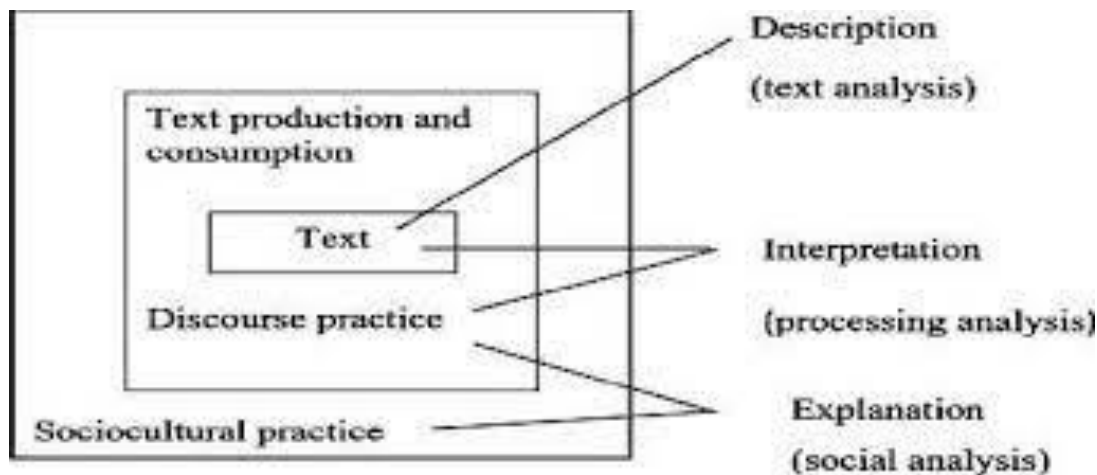 Description
(text analysis)
Text production and
consumption
Text
Interpretation
Discourse practice
(processing analysis)
Explanation
Sociocultural practice
(social analysis)